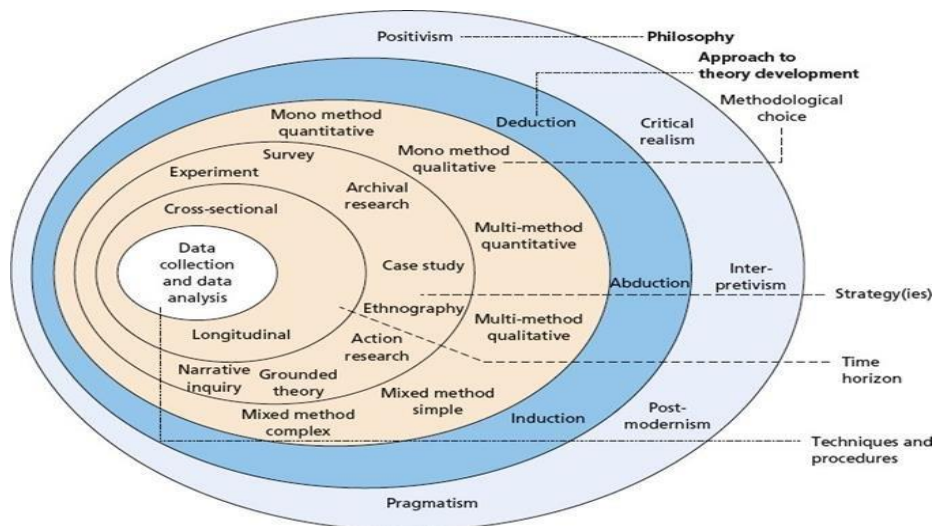 Positivism
Philosophy
Approach to
theory development
Methodological
choice
Mono method
quantitative
Deduction
Critical
realism
Survey
Mono method
qualitative
Experiment
Archival
research
Cross-sectional
Multi-method
quantitative
Data
collection
and data
analysis
Case study
Abduction
Inter-
pretivism
Strategy(ies)
Ethnography
Longitudinal
Multi-method
qualitative
Action
research
Time
horizon
Narrative
inquiry
Grounded
theory
Mixed method
simple
Mixed method
complex
Induction
Post-
modernism
Techniques and
procedures
Pragmatism